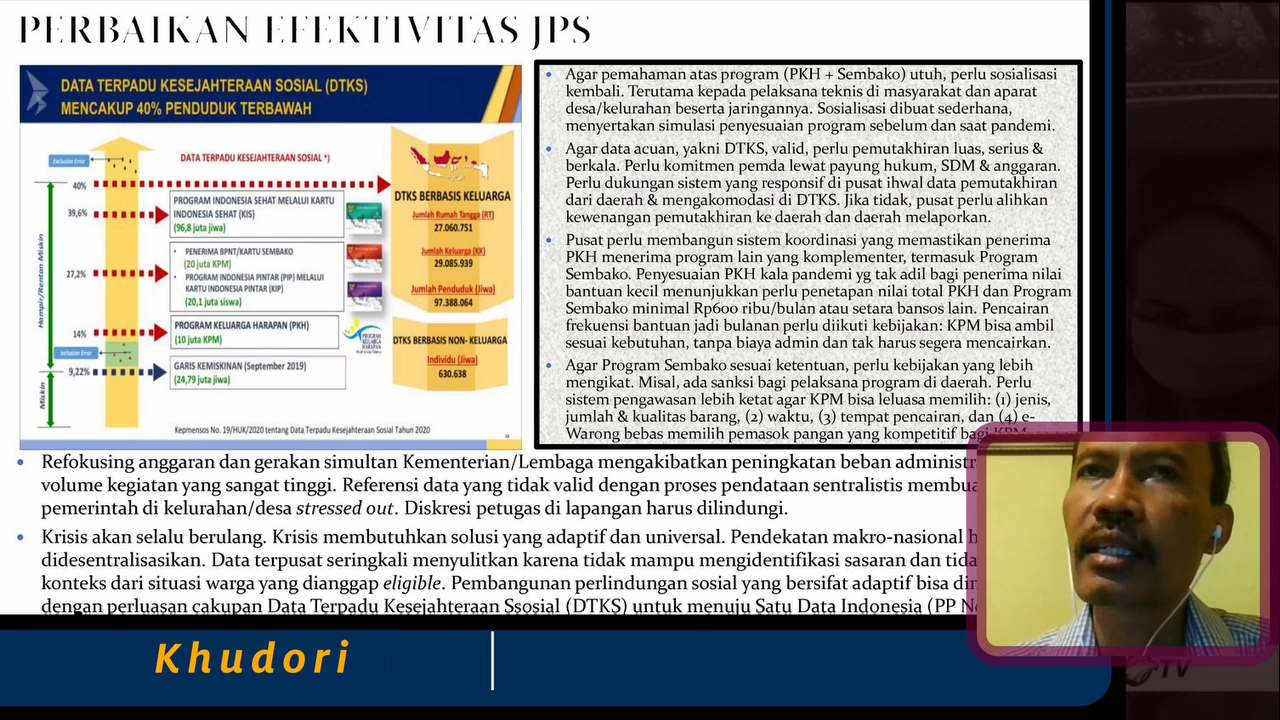 PERBAIKAN EFEKTIVITAS JPS
DATA TERPADU KESEJAHTERAAN SOSIAL (DTKS)
MENCAKUP 40% PENDUDUK TERBAWAH
Exclusion Error
DATA TERPADU KESEJAHTERAAN SOSIAL *)
40%
39,6%
PROGRAM INDONESIA SEHAT MELALUI KARTU
INDONESIA SEHAT (KIS)
(96,8 juta jiwa)
27,2%
• PENERIMA BPNT/KARTU SEMBAKO
(20 juta KPM)
• PROGRAM INDONESIA PINTAR (PIP) MELALUI
KARTU INDONESIA PINTAR (KIP)
(20,1 juta siswa)
14%
PROGRAM KELUARGA HARAPAN (PKH)
(10 juta KPM)
PROGRAM
KELUARGA
HARAPAN
Inclusion Error
9,22%
GARIS KEMISKINAN (September 2019)
(24,79 juta jiwa)
Hampir/Rentan Miskin
Miskin
DTKS BERBASIS KELUARGA
Jumlah Rumah Tangga (RT)
27.060.751
Jumlah Keluarga (KK)
29.085.939
Jumlah Penduduk (Jiwa)
97.388.064
DTKS BERBASIS NON- KELUARGA
Individu (Jiwa)
630.638
Kepmensos No. 19/HUK/2020 tentang Data Terpadu Kesejahteraan Sosial Tahun 2020
• Agar pemahaman atas program (PKH + Sembako) utuh, perlu sosialisasi
kembali. Terutama kepada pelaksana teknis di masyarakat dan aparat
desa/kelurahan beserta jaringannya. Sosialisasi dibuat sederhana,
menyertakan simulasi penyesuaian program sebelum dan saat pandemi.
• Agar data acuan, yakni DTKS, valid, perlu pemutakhiran luas, serius &
berkala. Perlu komitmen pemda lewat payung hukum, SDM & anggaran.
Perlu dukungan sistem yang responsif di pusat ihwal data pemutakhiran
dari daerah & mengakomodasi di DTKS. Jika tidak, pusat perlu alihkan
kewenangan pemutakhiran ke daerah dan daerah melaporkan.
• Pusat perlu membangun sistem koordinasi yang memastikan penerima
PKH menerima program lain yang komplementer, termasuk Program
Sembako. Penyesuaian PKH kala pandemi yg tak adil bagi penerima nilai
bantuan kecil menunjukkan perlu penetapan nilai total PKH dan Program
Sembako minimal Rp600 ribu/bulan atau setara bansos lain. Pencairan
frekuensi bantuan jadi bulanan perlu diikuti kebijakan: KPM bisa ambil
sesuai kebutuhan, tanpa biaya admin dan tak harus segera mencairkan.
• Agar Program Sembako sesuai ketentuan, perlu kebijakan yang lebih
mengikat. Misal, ada sanksi bagi pelaksana program di daerah. Perlu
sistem pengawasan lebih ketat agar KPM bisa leluasa memilih: (1) jenis,
jumlah & kualitas barang, (2) waktu, (3) tempat pencairan, dan (4) e-
Warong bebas memilih pemasok pangan yang kompetitif bagi KPM
• Refokusing anggaran dan gerakan simultan Kementerian/Lembaga mengakibatkan peningkatan beban
volume kegiatan yang sangat tinggi. Referensi data yang tidak valid dengan proses pendataan sentralistis
pemerintah di kelurahan/desa stressed out. Diskresi petugas di lapangan harus dilindungi.
• Krisis akan selalu berulang. Krisis membutuhkan solusi yang adaptif dan universal. Pendekatan makro-nasional
didesentralisasikan. Data terpusat seringkali menyulitkan karena tidak mampu mengidentifikasi sasaran dan
konteks dari situasi warga yang dianggap eligible. Pembangunan perlindungan sosial yang bersifat adaptif bisa
dengan perluasan cakupan Data Terpadu Kesejahteraan Ssosial (DTKS) untuk menuju Satu Data Indonesia (PP
Khudori
TV